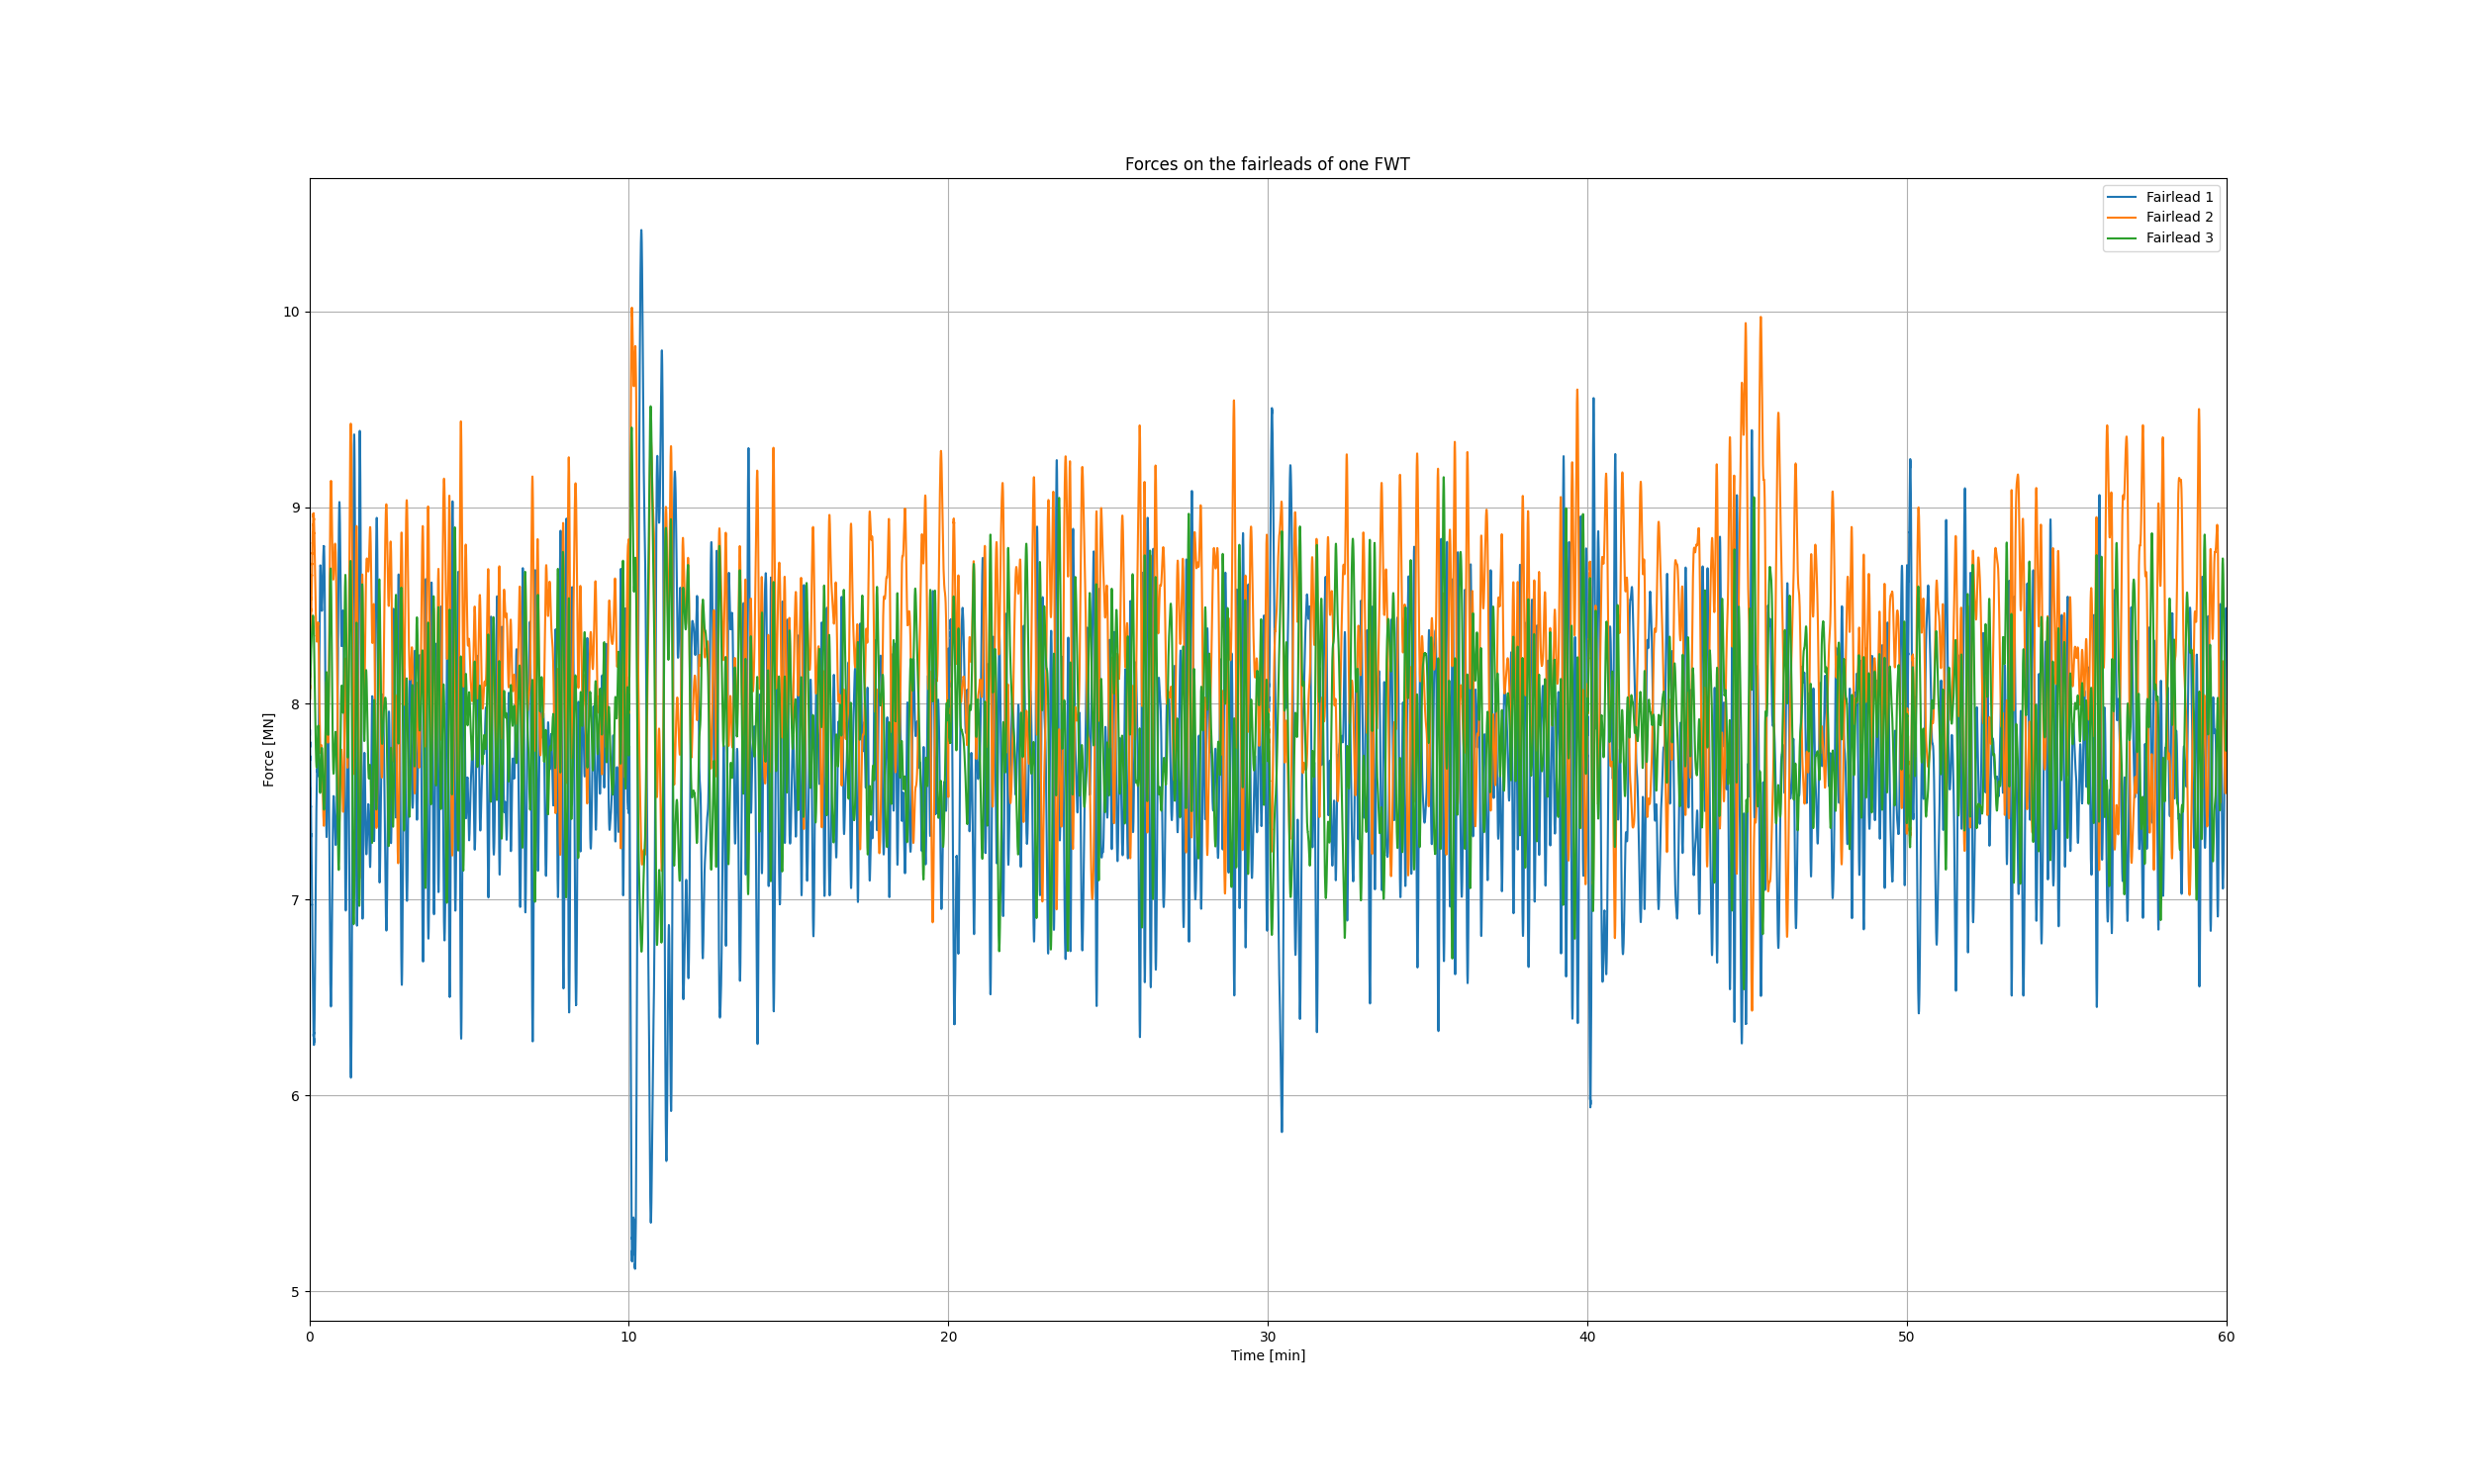 Forces on the fairleads of one FWT
Fairlead 1
Fairlead 2
Fairlead 3
Force [MN]
10
9
8
7
6
5
0 10 20 30 40 50 60
Time [min]